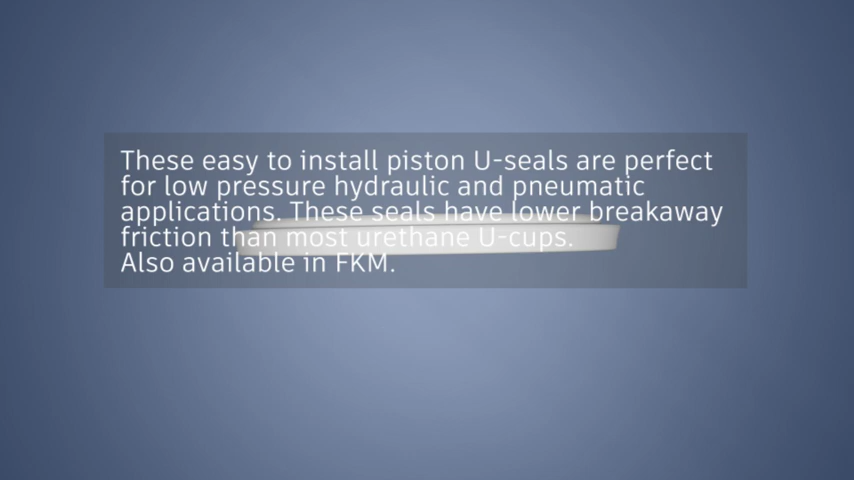 These easy to install piston U-seals are perfect
for low pressure hydraulic and pneumatic
applications. These seals have lower breakaway
friction than most urethane U-cups.
Also available in FKM.